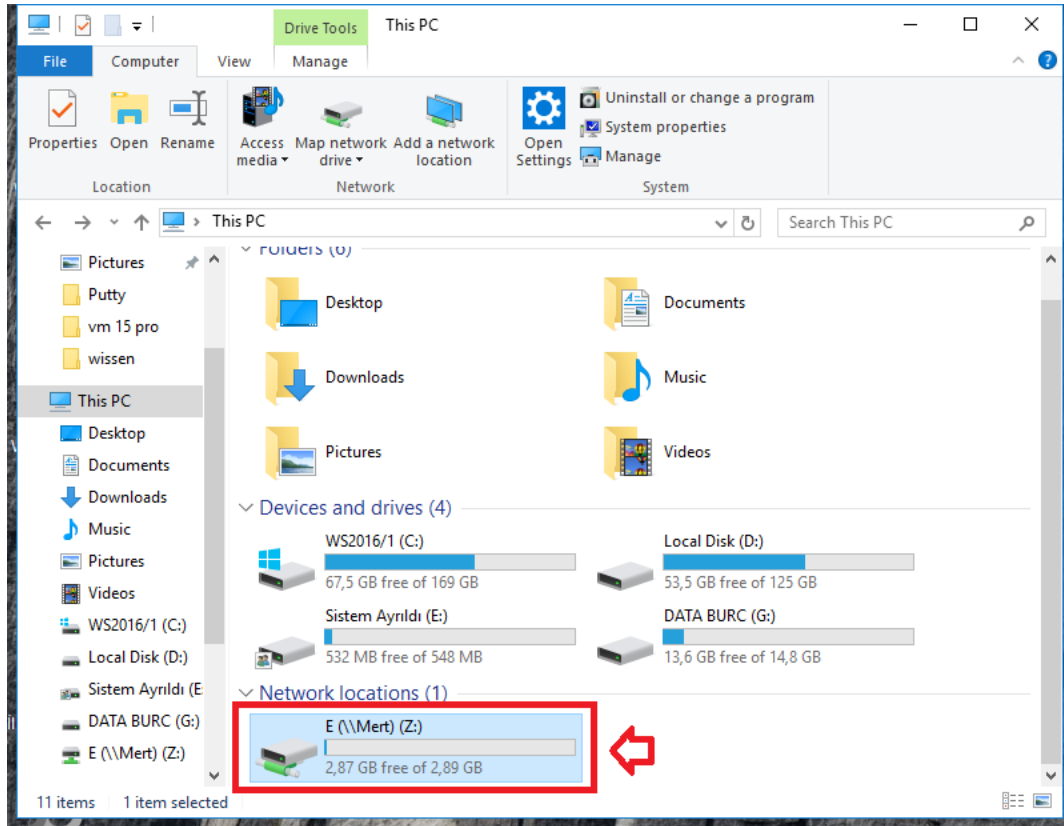 Drive Tools
This PC
File
Computer
View
Manage
Properties
Open
Rename
Access media
Map network drive
Add a network location
Open Settings
Uninstall or change a program
System properties
Manage
Location
Network
System
This PC
Search This PC
Pictures
Putty
vm 15 pro
wissen
This PC
Desktop
Documents
Downloads
Music
Pictures
Videos
WS2016/1 (C:)
Local Disk (D:)
Sistem Ayrıldı (E:
DATA BURC (G:)
E (\\Mert) (Z:)
Folders (6)
Desktop
Documents
Downloads
Music
Pictures
Videos
Devices and drives (4)
WS2016/1 (C:)
67,5 GB free of 169 GB
Local Disk (D:)
53,5 GB free of 125 GB
Sistem Ayrıldı (E:)
532 MB free of 548 MB
DATA BURC (G:)
13,6 GB free of 14,8 GB
Network locations (1)
E (\\Mert) (Z:)
2,87 GB free of 2,89 GB
11 items
1 item selected